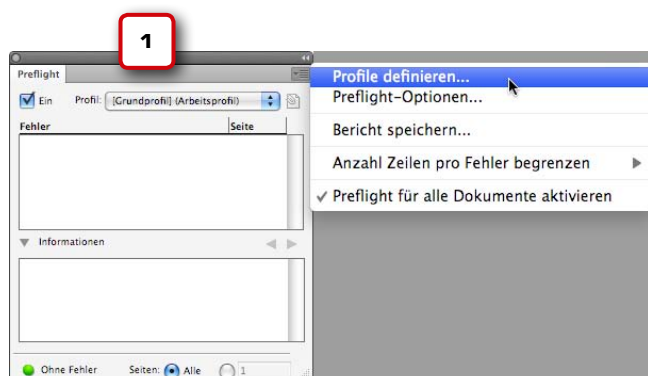 1
Preflight
Ein Profil: [Grundprofil] (Arbeitsprofil)
Fehler Seite
Informationen
Ohne Fehler Seiten: Alle 1
Profile definieren...
Preflight-Optionen...
Bericht speichern...
Anzahl Zeilen pro Fehler begrenzen
Preflight für alle Dokumente aktivieren